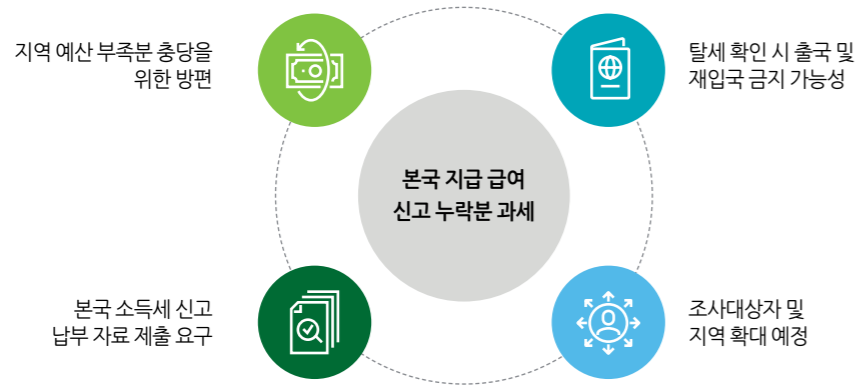 지역 예산 부족분 충당을
위한 방편
탈세 확인 시 출국 및
재입국 금지 가능성
본국 지급 급여
신고 누락분 과세
본국 소득세 신고
납부 자료 제출 요구
조사대상자 및
지역 확대 예정